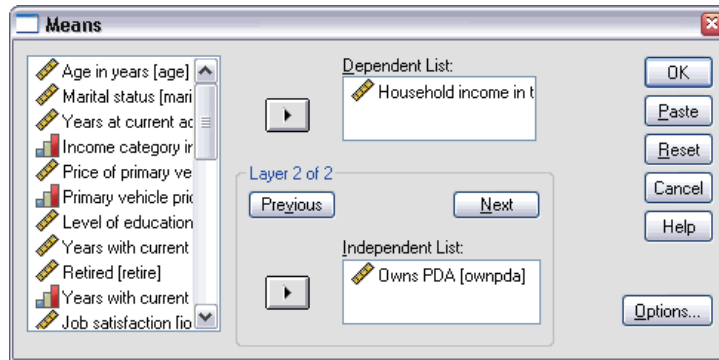 Means
Age in years [age]
Marital status [mari
Years at current ad
Income category in
Price of primary ve
Primary vehicle pric
Level of education
Years with current
Retired [retire]
Years with current
Job satisfaction [jo
Dependent List:
Household income in t
Layer 2 of 2
Previous
Next
Independent List:
Owns PDA [ownpda]
OK
Paste
Reset
Cancel
Help
Options...